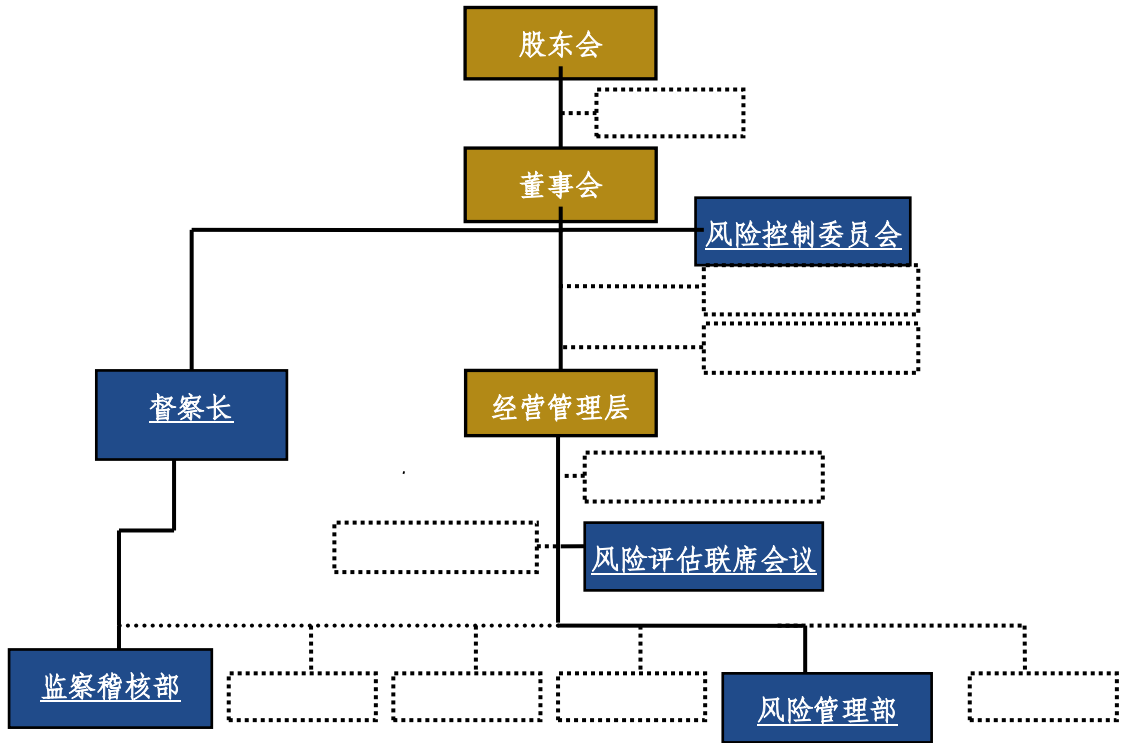 股东会
董事会
风险控制委员会
督察长
经营管理层
风险评估联席会议
监察稽核部
风险管理部